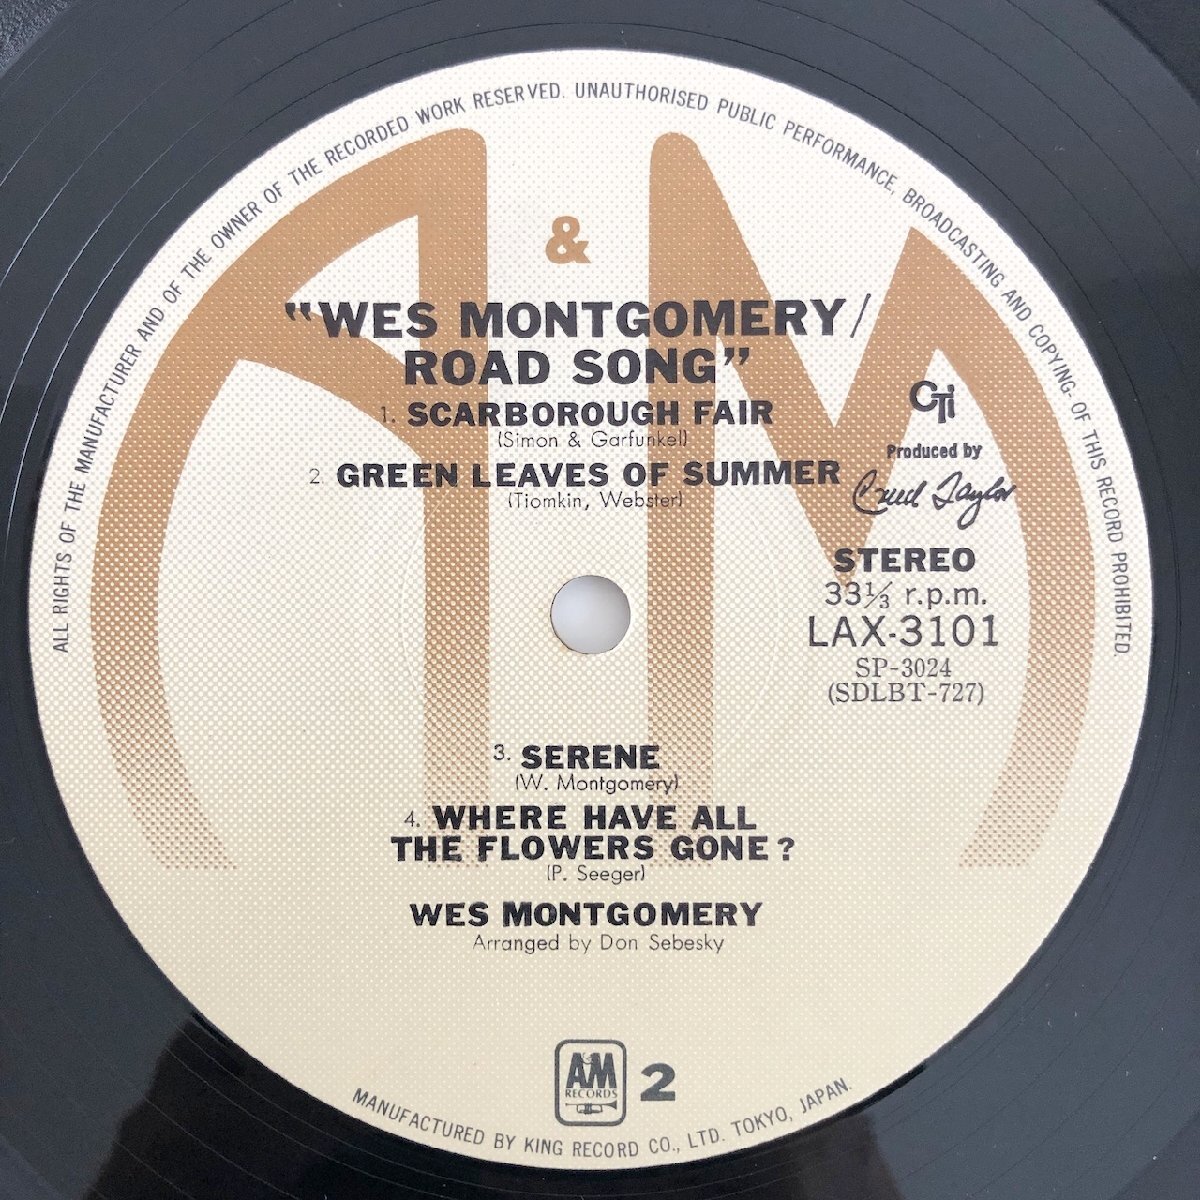 ALL RIGHTS OF THE MANUFACTURER AND OF THE OWNER OF THE RECORDED WORK RESERVED. UNAUTHORISED PUBLIC PERFORMANCE, BROADCASTING AND COPYING- OF THIS RECORD PROHIBITED.
A & M
"WES MONTGOMERY/
ROAD SONG"
1. SCARBOROUGH FAIR
(Simon & Garfunkel)
2. GREEN LEAVES OF SUMMER
(Tiomkin, Webster)
CTi
Produced by
Creed Taylor
STEREO
33⅓ r.p.m.
LAX-3101
SP-3024
(SDLBT-727)
3. SERENE
(W. Montgomery)
4. WHERE HAVE ALL
THE FLOWERS GONE?
(P. Seeger)
WES MONTGOMERY
Arranged by Don Sebesky
A&M
RECORDS
2
MANUFACTURED BY KING RECORD CO., LTD. TOKYO, JAPAN.